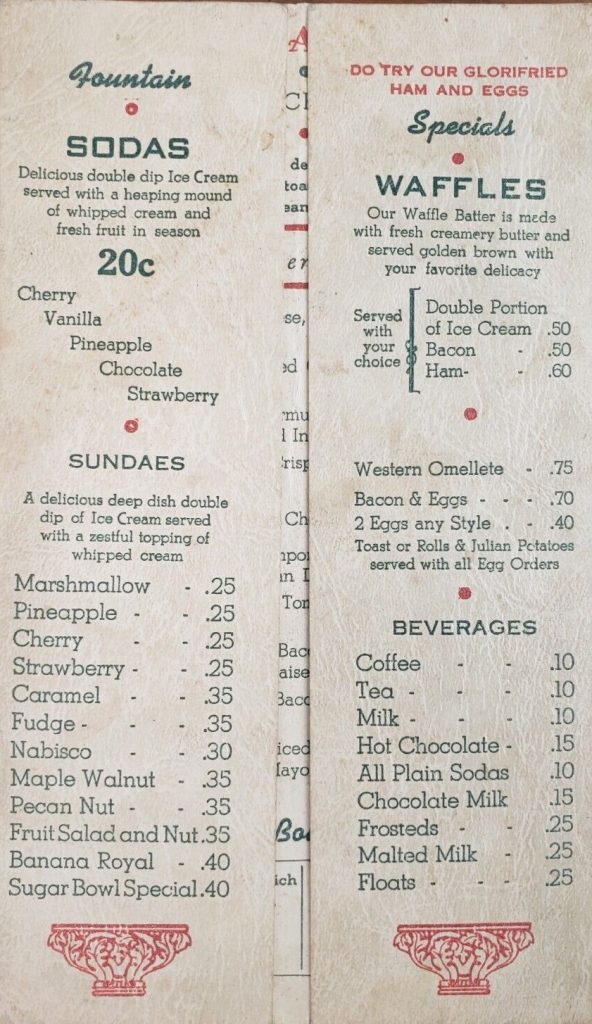 Fountain
SODAS
Delicious double dip Ice Cream
served with a heaping mound
of whipped cream and
fresh fruit in season
20c
Cherry
Vanilla
Pineapple
Chocolate
Strawberry
SUNDAES
A delicious deep dish double
dip of Ice Cream served
with a zestful topping of
whipped cream
Marshmallow - .25
Pineapple - - .25
Cherry - - .25
Strawberry - - .25
Caramel - - .35
Fudge - - - .35
Nabisco - - .30
Maple Walnut - .35
Pecan Nut - - .35
Fruit Salad and Nut .35
Banana Royal - .40
Sugar Bowl Special .40
DO TRY OUR GLORIFRIED
HAM AND EGGS
Specials
WAFFLES
Our Waffle Batter is made
with fresh creamery butter and
served golden brown with
your favorite delicacy
Served
with
your
choice
Double Portion
of Ice Cream .50
Bacon - .50
Ham- - .60
Western Omellete - .75
Bacon & Eggs - - - .70
2 Eggs any Style . - .40
Toast or Rolls & Julian Potatoes
served with all Egg Orders
BEVERAGES
Coffee - - .10
Tea - - - .10
Milk - - - .10
Hot Chocolate - .15
All Plain Sodas .10
Chocolate Milk .15
Frosteds - - .25
Malted Milk - .25
Floats - - - .25